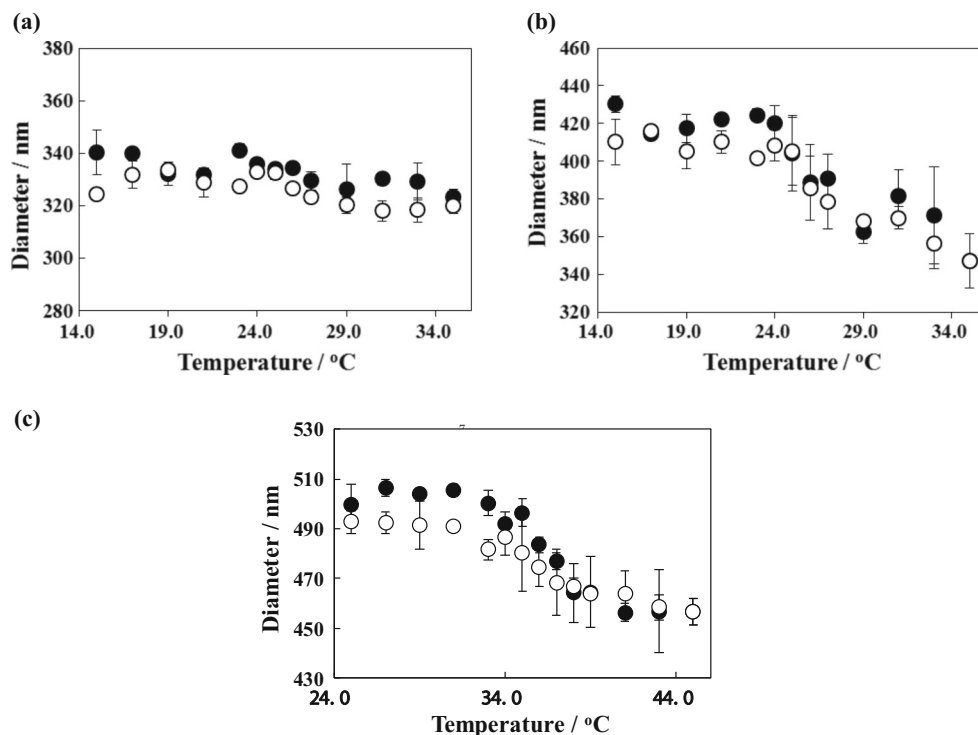 (a)
380
360
340
320
300
280
Diameter / nm
14.0 19.0 24.0 29.0 34.0
Temperature / °C
(b)
460
440
420
400
380
360
340
320
Diameter / nm
14.0 19.0 24.0 29.0 34.0
Temperature / °C
(c)
530
510
490
470
450
430
Diameter / nm
24.0 34.0 44.0
Temperature / °C